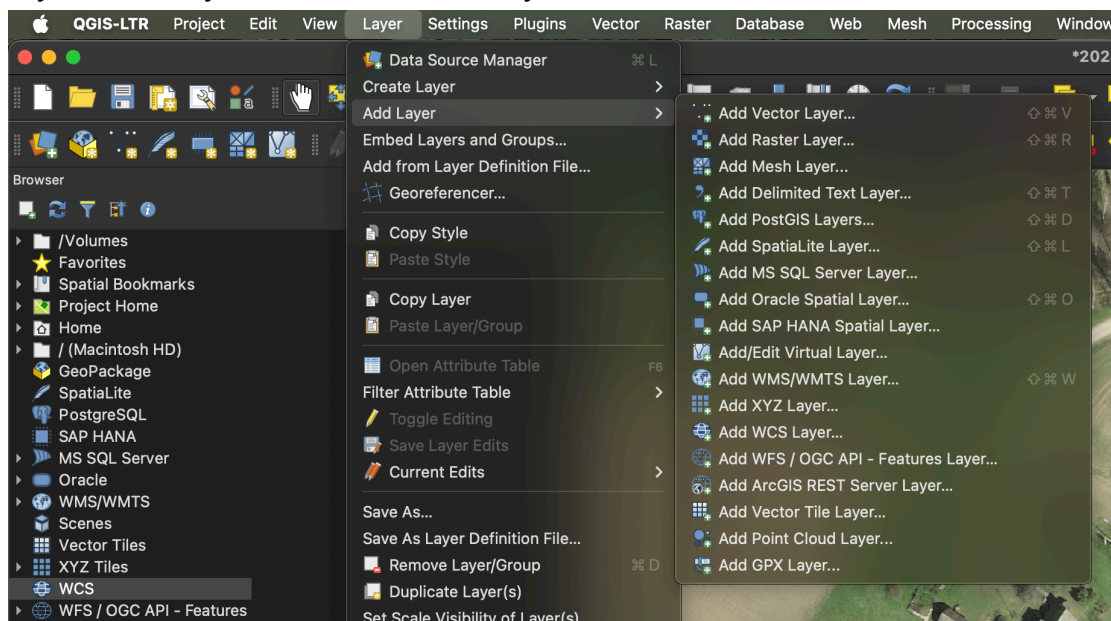 QGIS-LTR Project Edit View Layer Settings Plugins Vector Raster Database Web Mesh Processing Window
*202
Data Source Manager ⌘ L
Create Layer
Add Layer
Embed Layers and Groups...
Add from Layer Definition File...
Georeferencer...
Copy Style
Paste Style
Copy Layer
Paste Layer/Group
Open Attribute Table F6
Filter Attribute Table
Toggle Editing
Save Layer Edits
Current Edits
Save As...
Save As Layer Definition File...
Remove Layer/Group ⌘ D
Duplicate Layer(s)
Set Scale Visibility of Layer(s)
Add Vector Layer... ⇧ ⌘ V
Add Raster Layer... ⇧ ⌘ R
Add Mesh Layer...
Add Delimited Text Layer... ⇧ ⌘ T
Add PostGIS Layers... ⇧ ⌘ D
Add SpatiaLite Layer... ⇧ ⌘ L
Add MS SQL Server Layer...
Add Oracle Spatial Layer... ⇧ ⌘ O
Add SAP HANA Spatial Layer...
Add/Edit Virtual Layer...
Add WMS/WMTS Layer... ⇧ ⌘ W
Add XYZ Layer...
Add WCS Layer...
Add WFS / OGC API - Features Layer...
Add ArcGIS REST Server Layer...
Add Vector Tile Layer...
Add Point Cloud Layer...
Add GPX Layer...
Browser
/Volumes
Favorites
Spatial Bookmarks
Project Home
Home
/ (Macintosh HD)
GeoPackage
SpatiaLite
PostgreSQL
SAP HANA
MS SQL Server
Oracle
WMS/WMTS
Scenes
Vector Tiles
XYZ Tiles
WCS
WFS / OGC API - Features